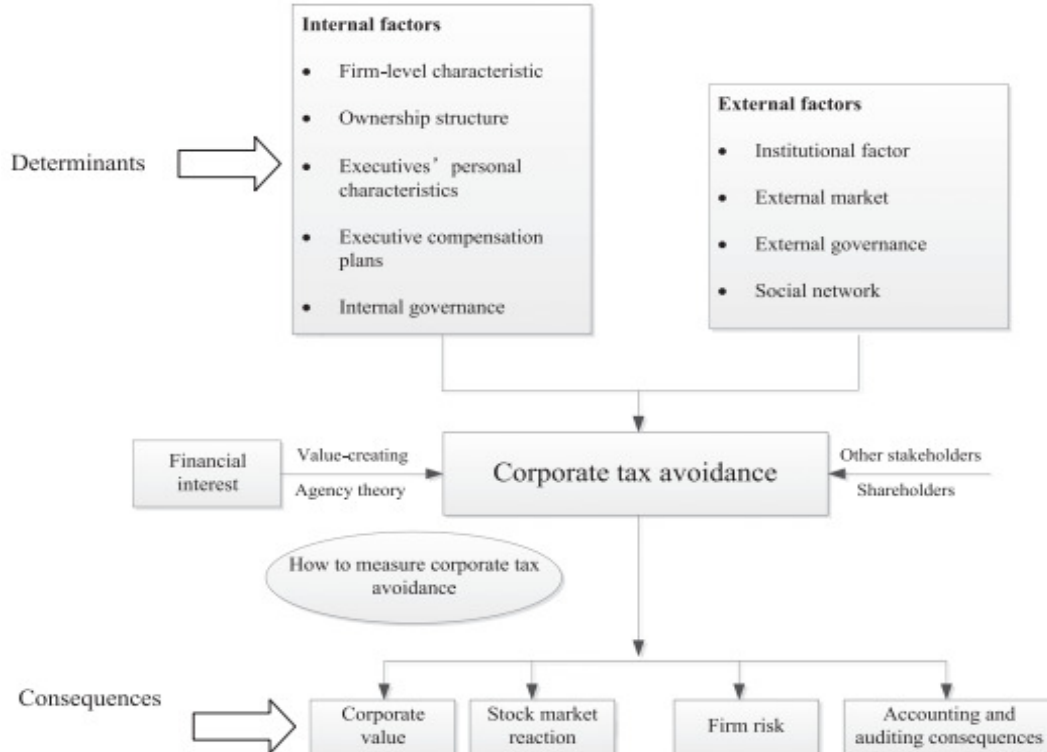 Internal factors
• Firm-level characteristic
• Ownership structure
• Executives’ personal
characteristics
• Executive compensation
plans
• Internal governance
External factors
• Institutional factor
• External market
• External governance
• Social network
Determinants
Financial
interest
Value-creating
Agency theory
Corporate tax avoidance
Other stakeholders
Shareholders
How to measure corporate tax
avoidance
Consequences
Corporate
value
Stock market
reaction
Firm risk
Accounting and
auditing consequences